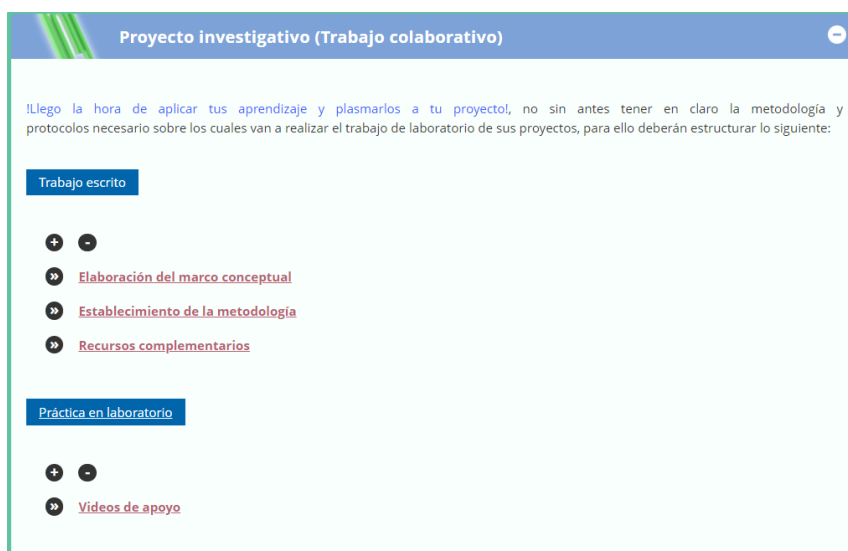 Proyecto investigativo (Trabajo colaborativo)
!Llego la hora de aplicar tus aprendizaje y plasmarlos a tu proyecto!, no sin antes tener en claro la metodología y
protocolos necesario sobre los cuales van a realizar el trabajo de laboratorio de sus proyectos, para ello deberán estructurar lo siguiente:
Trabajo escrito
Elaboración del marco conceptual
Establecimiento de la metodología
Recursos complementarios
Práctica en laboratorio
Videos de apoyo